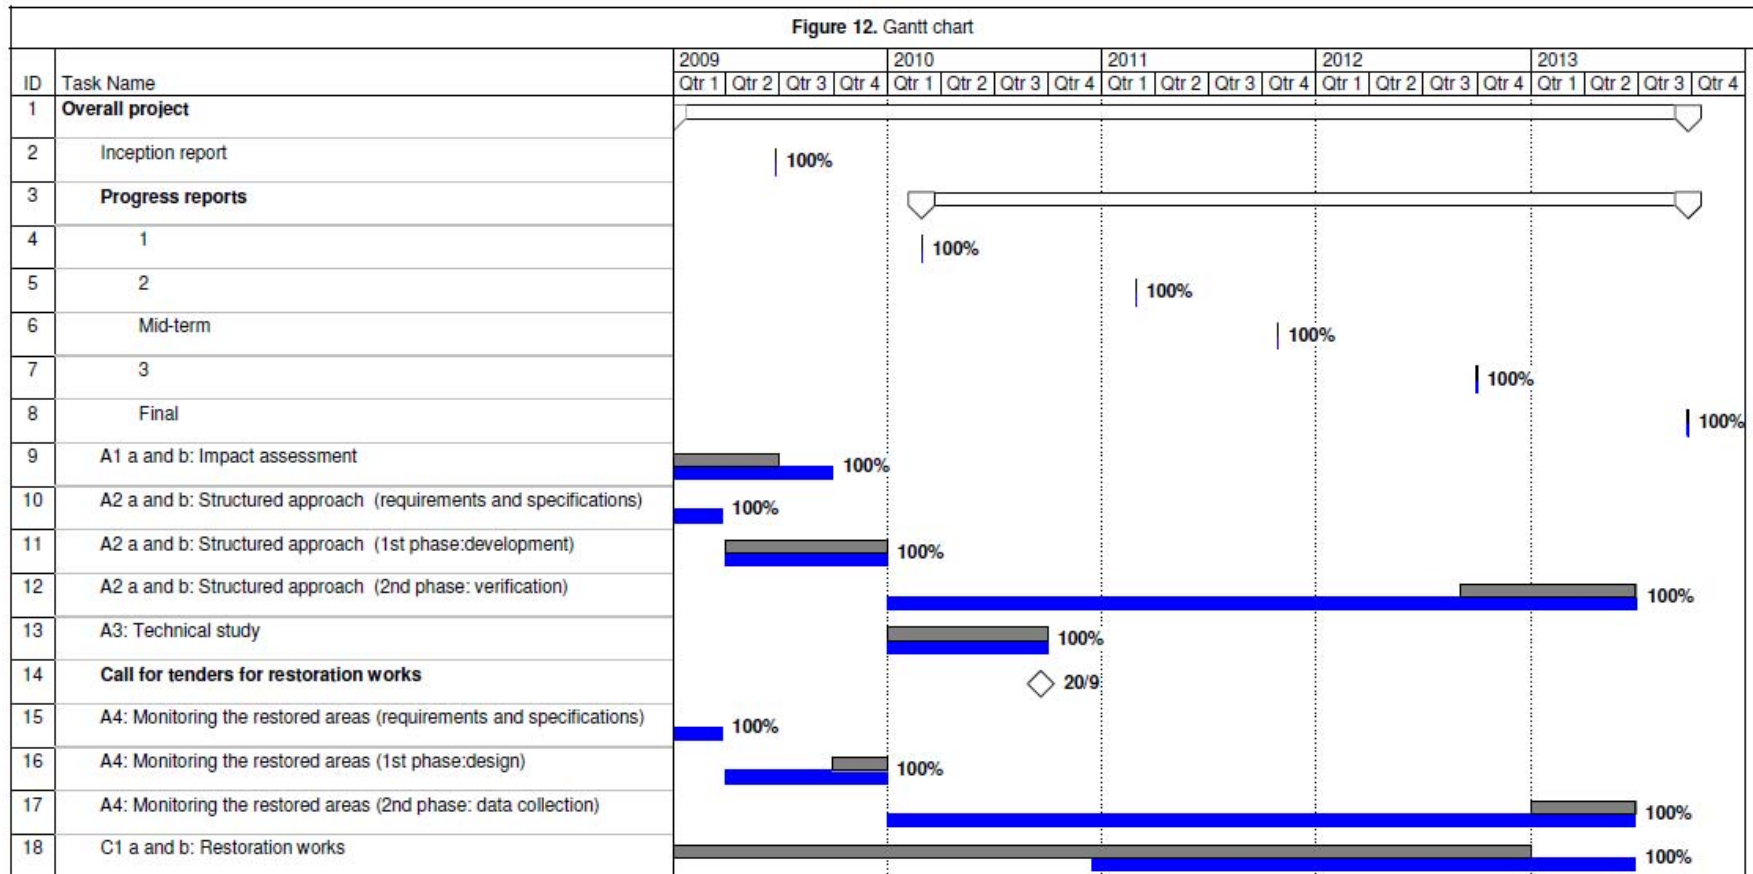 Figure 12. Gantt chart
2009 2010 2011 2012 2013
ID Task Name Qtr 1 Qtr 2 Qtr 3 Qtr 4 Qtr 1 Qtr 2 Qtr 3 Qtr 4 Qtr 1 Qtr 2 Qtr 3 Qtr 4 Qtr 1 Qtr 2 Qtr 3 Qtr 4 Qtr 1 Qtr 2 Qtr 3 Qtr 4
1 Overall project
2 Inception report 100%
3 Progress reports
4 1 100%
5 2 100%
6 Mid-term 100%
7 3 100%
8 Final 100%
9 A1 a and b: Impact assessment 100%
10 A2 a and b: Structured approach (requirements and specifications) 100%
11 A2 a and b: Structured approach (1st phase:development) 100%
12 A2 a and b: Structured approach (2nd phase: verification) 100%
13 A3: Technical study 100%
14 Call for tenders for restoration works 20/9
15 A4: Monitoring the restored areas (requirements and specifications) 100%
16 A4: Monitoring the restored areas (1st phase:design) 100%
17 A4: Monitoring the restored areas (2nd phase: data collection) 100%
18 C1 a and b: Restoration works 100%